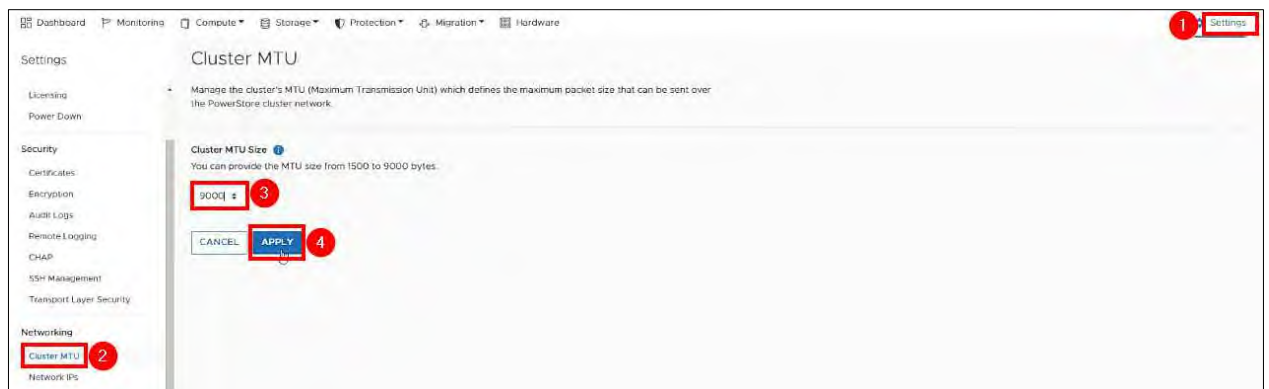 Dashboard Monitoring Compute Storage Protection Migration Hardware 1 Settings
Settings
Cluster MTU
Licensing
Power Down
Manage the cluster's MTU (Maximum Transmission Unit) which defines the maximum packet size that can be sent over
the PowerStore cluster network.
Security
Certificates
Encryption
Audit Logs
Remote Logging
CHAP
SSH Management
Transport Layer Security
Networking
Cluster MTU 2
Network IPs
Cluster MTU Size
You can provide the MTU size from 1500 to 9000 bytes.
9000 3
CANCEL APPLY 4